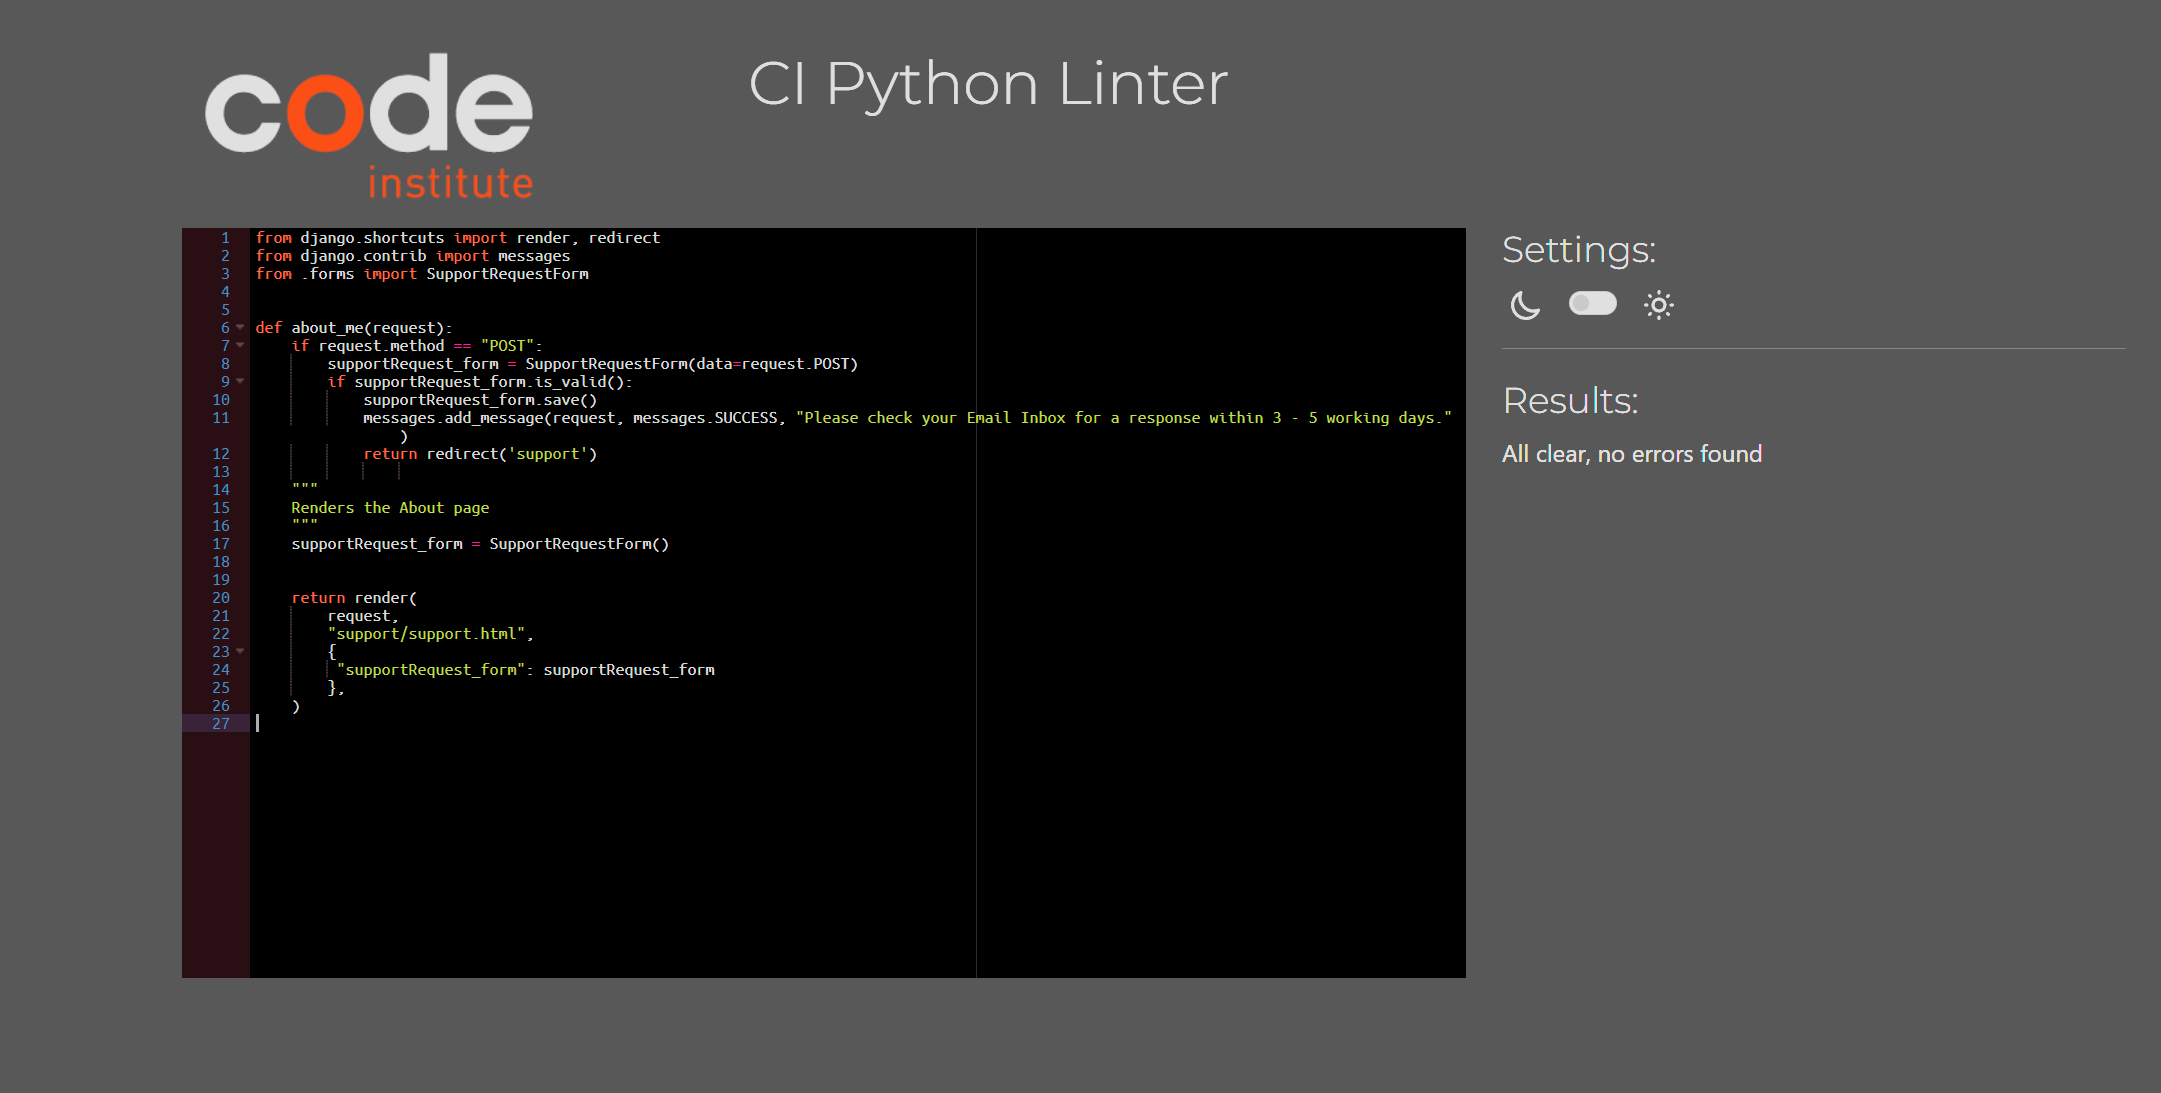 code
institute
CI Python Linter
1 from django.shortcuts import render, redirect
2 from django.contrib import messages
3 from .forms import SupportRequestForm
4
5
6 def about_me(request):
7     if request.method == "POST":
8         supportRequest_form = SupportRequestForm(data=request.POST)
9         if supportRequest_form.is_valid():
10             supportRequest_form.save()
11             messages.add_message(request, messages.SUCCESS, "Please check your Email Inbox for a response within 3 - 5 working days."
)
12             return redirect('support')
13
14     """
15     Renders the About page
16     """
17     supportRequest_form = SupportRequestForm()
18
19
20     return render(
21         request,
22         "support/support.html",
23         {
24          "supportRequest_form": supportRequest_form
25         },
26     )
27
Settings:
Results:
All clear, no errors found